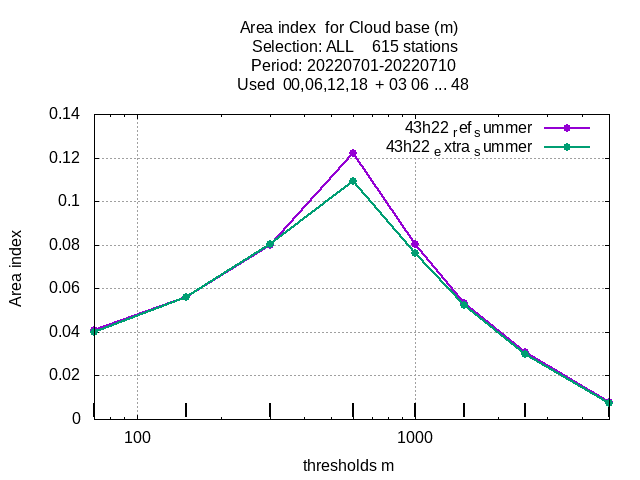 Area index  for Cloud base (m)
Selection: ALL    615 stations
Period: 20220701-20220710
Used  00,06,12,18  + 03 06 ... 48
0.14
43h22 ref summer
0.12
43h22 extra summer
0.1
0.08
Area index
0.06
0.04
0.02
0
100
1000
thresholds m